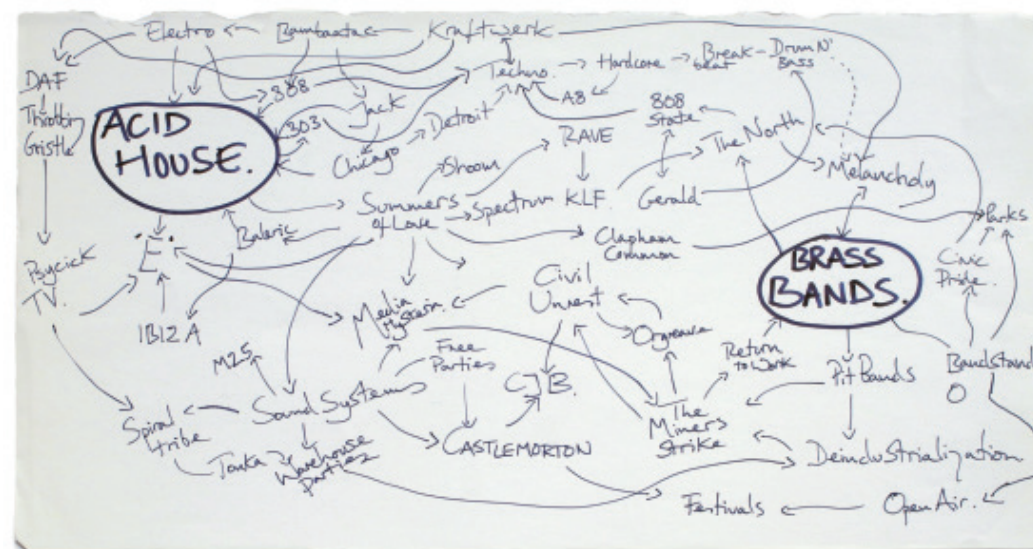 Electro
Bambaataa
Kraftwerk
DAF
Throbbing
Gristle
ACID
HOUSE.
808
303
Jack
Chicago
Detroit
Techno.
Hardcore
Break
beat
Drum N'
Bass
A8
808
State
RAVE
The North
Melancholy
Shoom
Summers
of Love
Spectrum
KLF.
Gerald
Balaric
Clapham
Common
Parks
Psycick
TV.
"E".
Civic
Pride.
BRASS
BANDS.
Civil
Unrest
Media
Hysteria.
IBIZA
Orgreave
M25
Free
Parties
Return
to Work
Pit Bands
Bandstand
CJB.
Sound Systems
Spiral
tribe
The
Miners
Strike
CASTLEMORTON
Tonka
Warehouse
Parties
Deindustrialization
Festivals
Open Air.